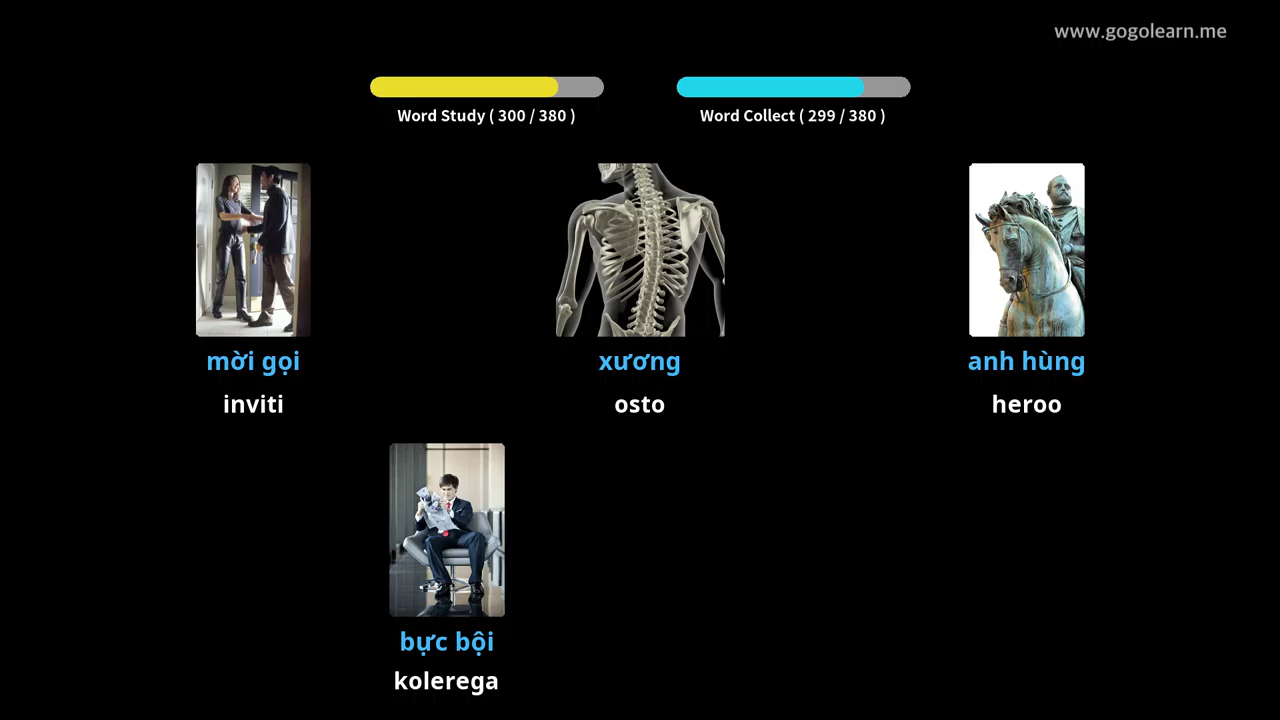 www.gogolearn.me
Word Study ( 300 / 380 )
Word Collect ( 299 / 380 )
mời gọi
inviti
xương
osto
anh hùng
heroo
bực bội
kolerega